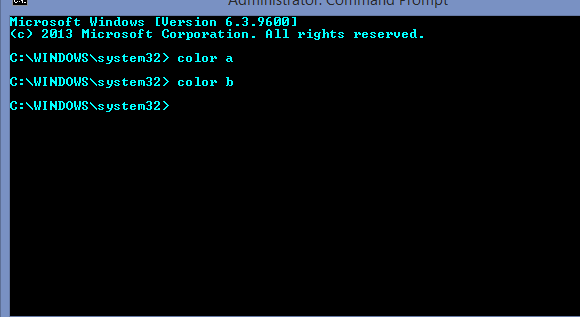 Administrator: Command Prompt
Microsoft Windows [Version 6.3.9600]
(c) 2013 Microsoft Corporation. All rights reserved.
C:\WINDOWS\system32> color a
C:\WINDOWS\system32> color b
C:\WINDOWS\system32>